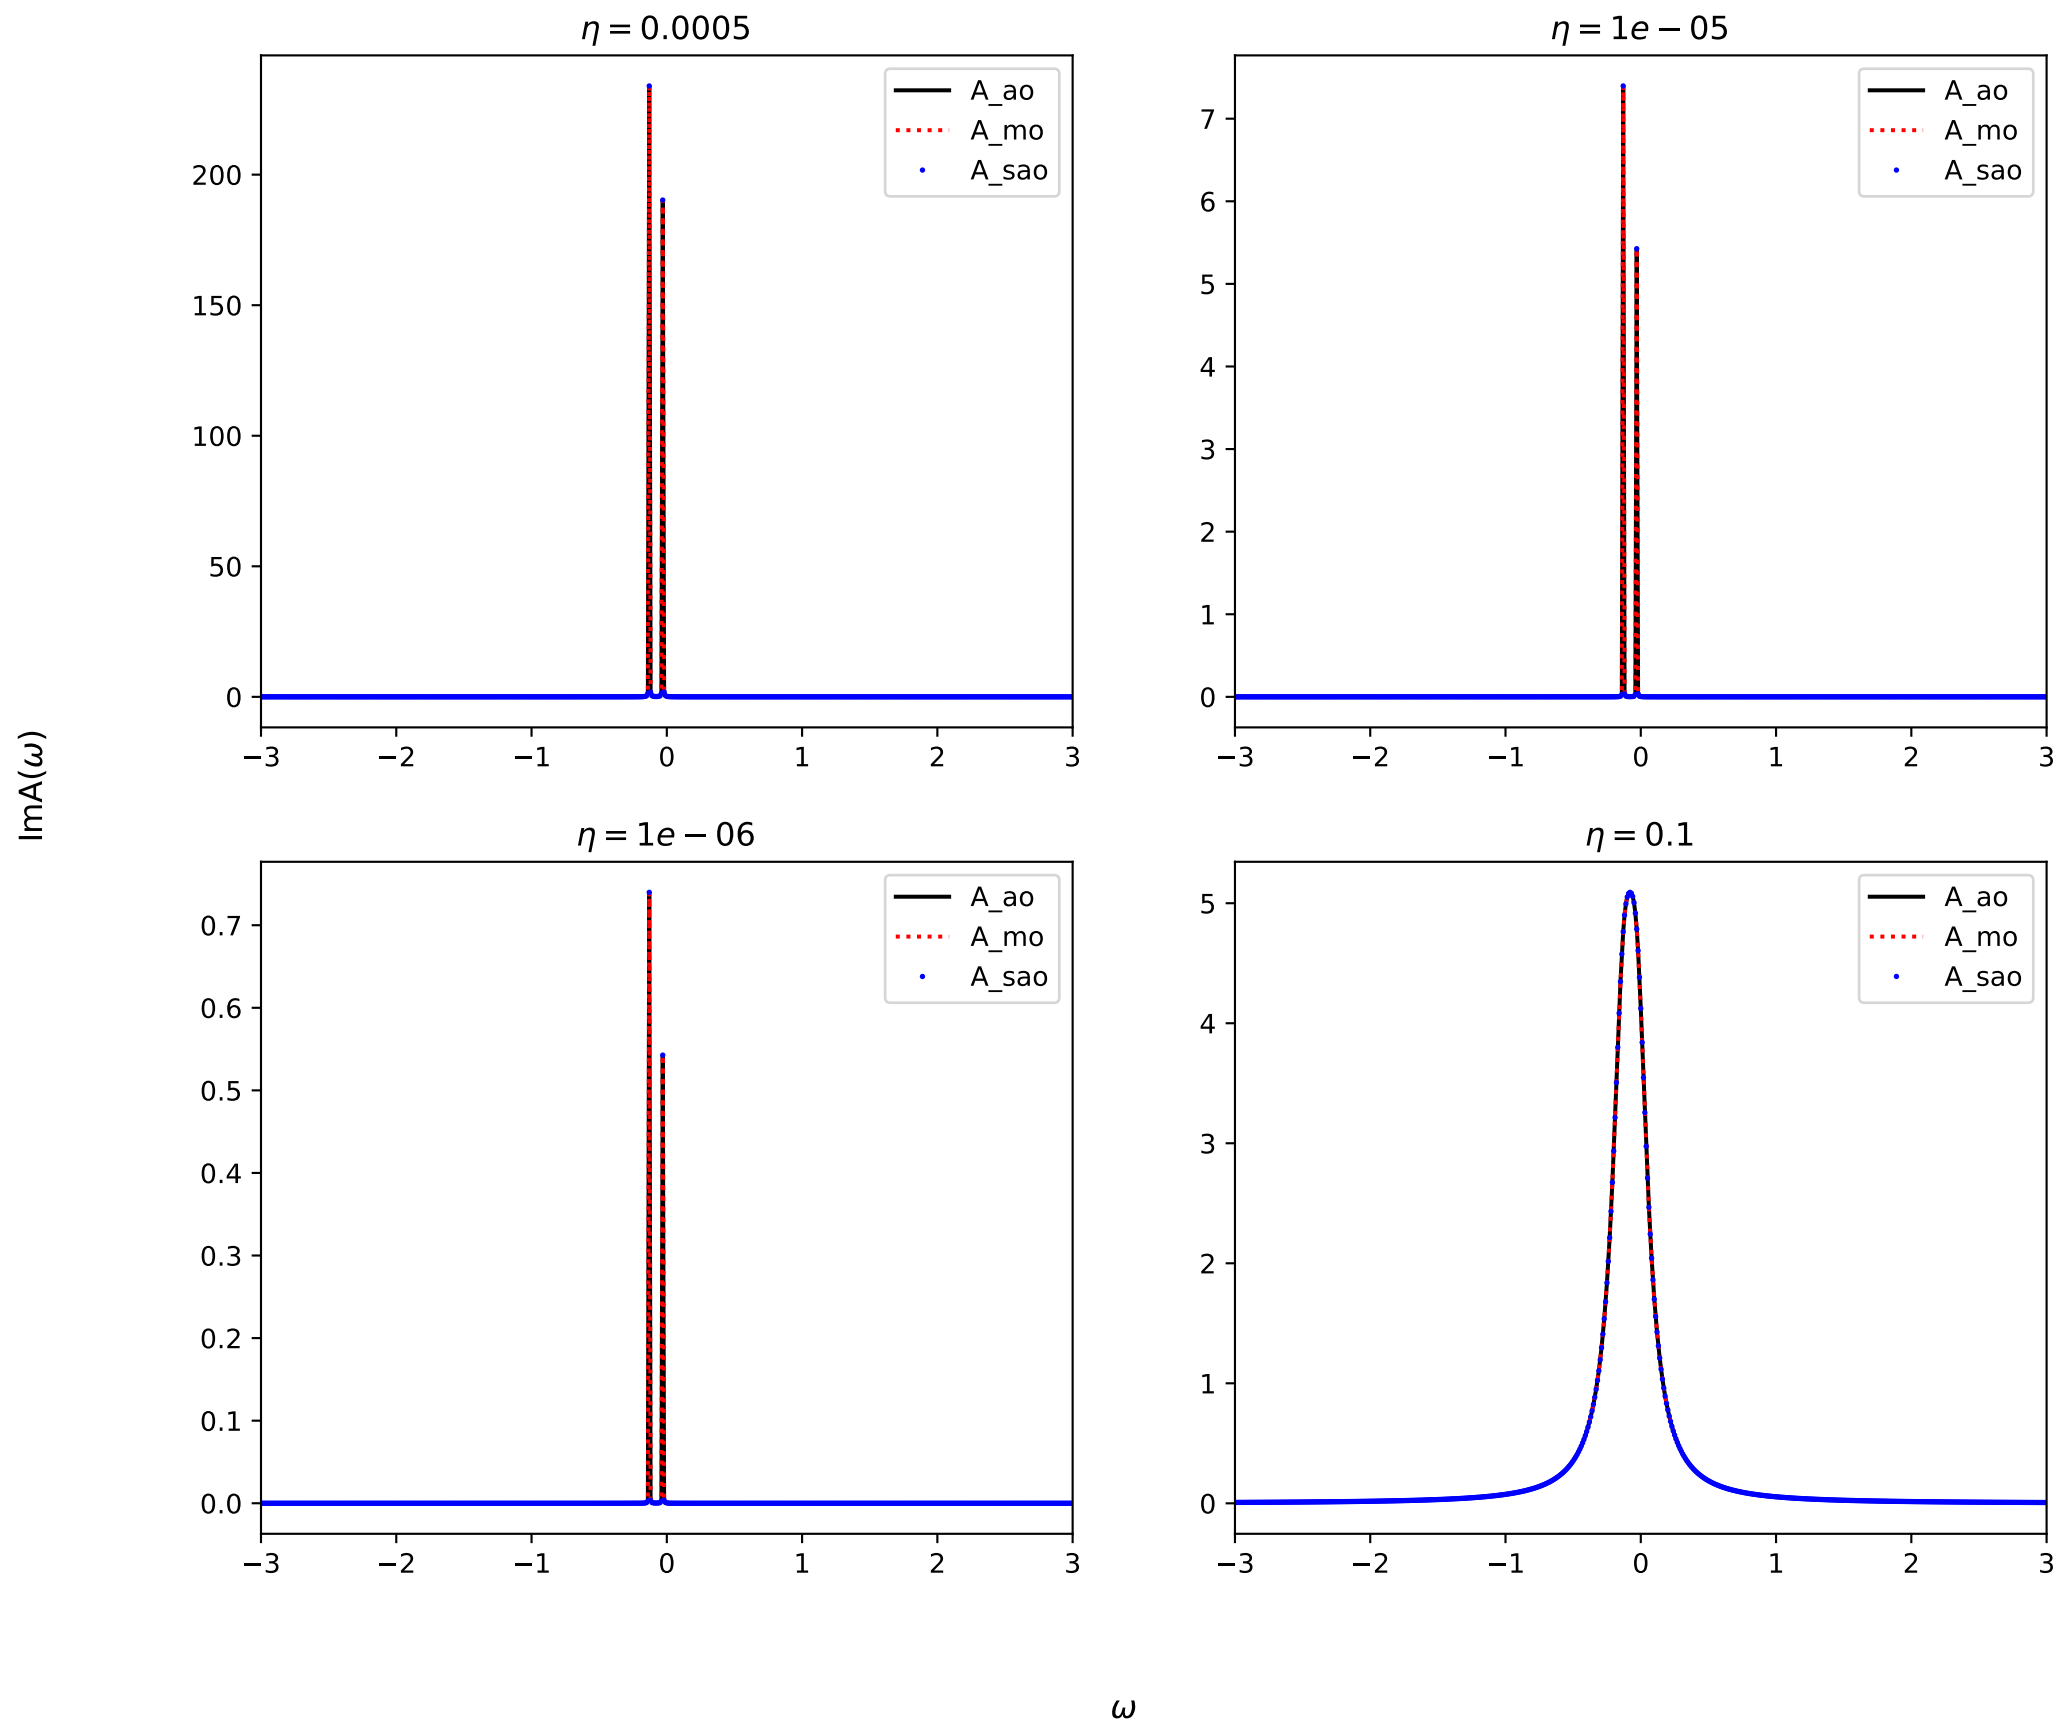 η = 0.0005
A_ao
A_mo
A_sao
200
150
100
50
0
−3 −2 −1 0 1 2 3
η = 1e − 05
A_ao
A_mo
A_sao
7
6
5
4
3
2
1
0
−3 −2 −1 0 1 2 3
ImA(ω)
η = 1e − 06
A_ao
A_mo
A_sao
0.7
0.6
0.5
0.4
0.3
0.2
0.1
0.0
−3 −2 −1 0 1 2 3
η = 0.1
A_ao
A_mo
A_sao
5
4
3
2
1
0
−3 −2 −1 0 1 2 3
ω